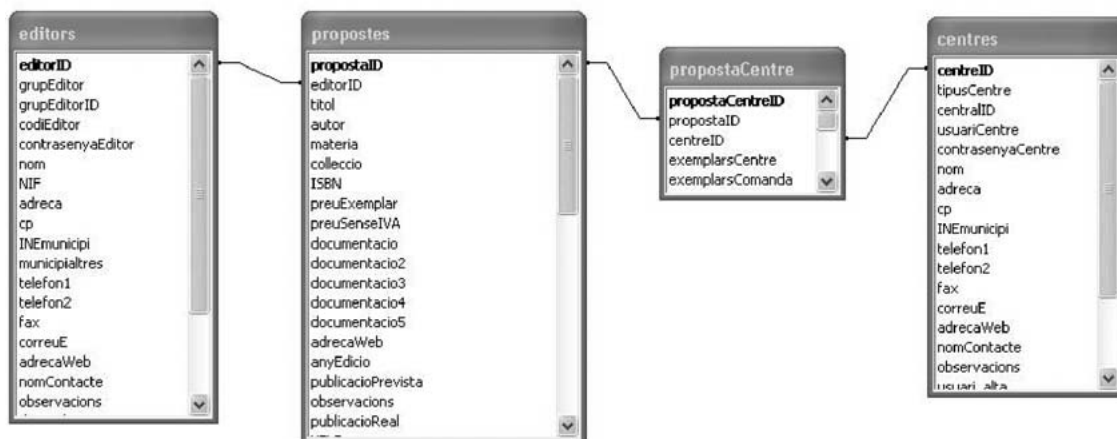 editors
editorID
grupEditor
grupEditorID
codiEditor
contrasenyaEditor
nom
NIF
adreca
cp
INEmunicipi
municipialtres
telefon1
telefon2
fax
correuE
adrecaWeb
nomContacte
observacions
propostes
propostaID
editorID
titol
autor
materia
colleccio
ISBN
preuExemplar
preuSenseIVA
documentacio
documentacio2
documentacio3
documentacio4
documentacio5
adrecaWeb
anyEdicio
publicacioPrevista
observacions
publicacioReal
propostaCentre
propostaCentreID
propostaID
centreID
exemplarsCentre
exemplarsComanda
centres
centreID
tipusCentre
centralID
usuariCentre
contrasenyaCentre
nom
adreca
cp
INEmunicipi
telefon1
telefon2
fax
correuE
adrecaWeb
nomContacte
observacions
usuari_alta